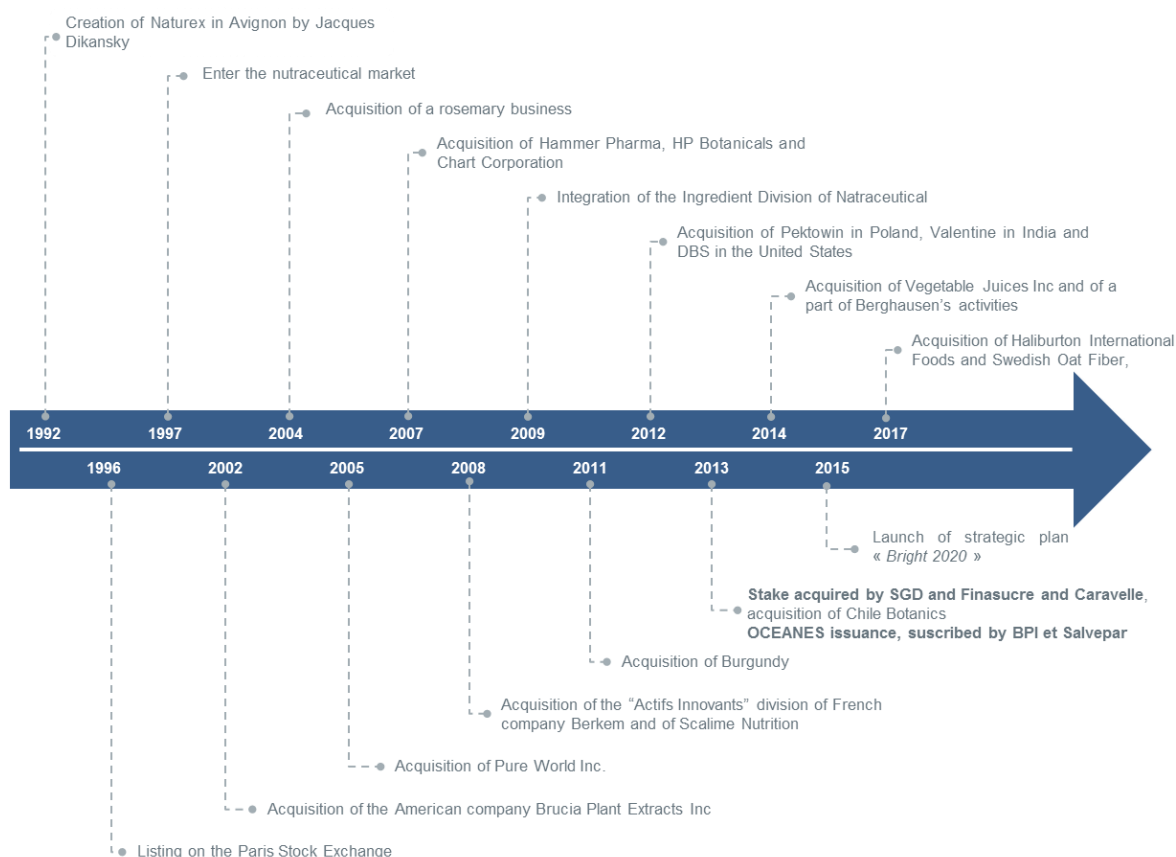 Creation of Naturex in Avignon by Jacques
Dikansky
Enter the nutraceutical market
Acquisition of a rosemary business
Acquisition of Hammer Pharma, HP Botanicals and
Chart Corporation
Integration of the Ingredient Division of Natraceutical
Acquisition of Pektowin in Poland, Valentine in India and
DBS in the United States
Acquisition of Vegetable Juices Inc and of a
part of Berghausen’s activities
Acquisition of Haliburton International
Foods and Swedish Oat Fiber,
1992 1997 2004 2007 2009 2012 2014 2017
1996 2002 2005 2008 2011 2013 2015
Launch of strategic plan
« Bright 2020 »
Stake acquired by SGD and Finasucre and Caravelle,
acquisition of Chile Botanics
OCEANES issuance, suscribed by BPI et Salvepar
Acquisition of Burgundy
Acquisition of the “Actifs Innovants” division of French
company Berkem and of Scalime Nutrition
Acquisition of Pure World Inc.
Acquisition of the American company Brucia Plant Extracts Inc
Listing on the Paris Stock Exchange